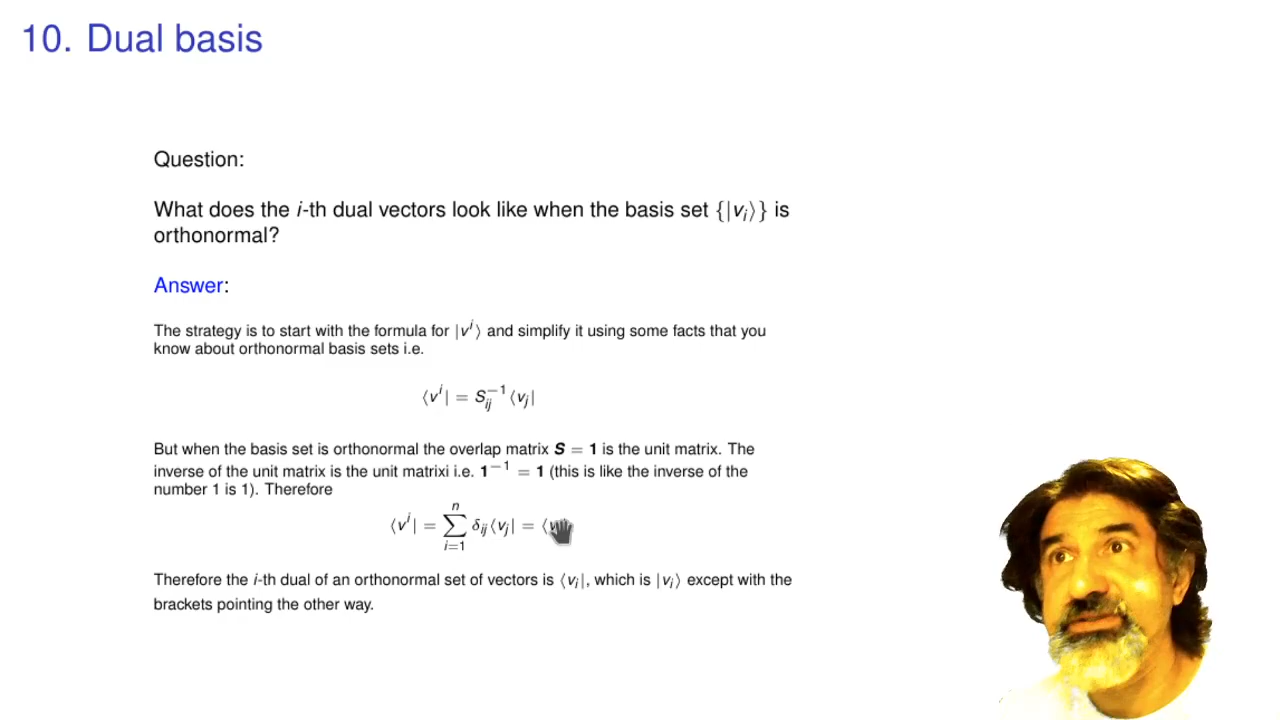 10. Dual basis
Question:
What does the i-th dual vectors look like when the basis set {|v_i⟩} is
orthonormal?
Answer:
The strategy is to start with the formula for |v^i⟩ and simplify it using some facts that you
know about orthonormal basis sets i.e.
⟨v^i| = S_{ij}^{−1} ⟨v_j|
But when the basis set is orthonormal the overlap matrix S = 1 is the unit matrix. The
inverse of the unit matrix is the unit matrixi i.e. 1^{−1} = 1 (this is like the inverse of the
number 1 is 1). Therefore
⟨v^i| = ∑_{i=1}^{n} δ_{ij}⟨v_j| = ⟨v
Therefore the i-th dual of an orthonormal set of vectors is ⟨v_i|, which is |v_i⟩ except with the
brackets pointing the other way.